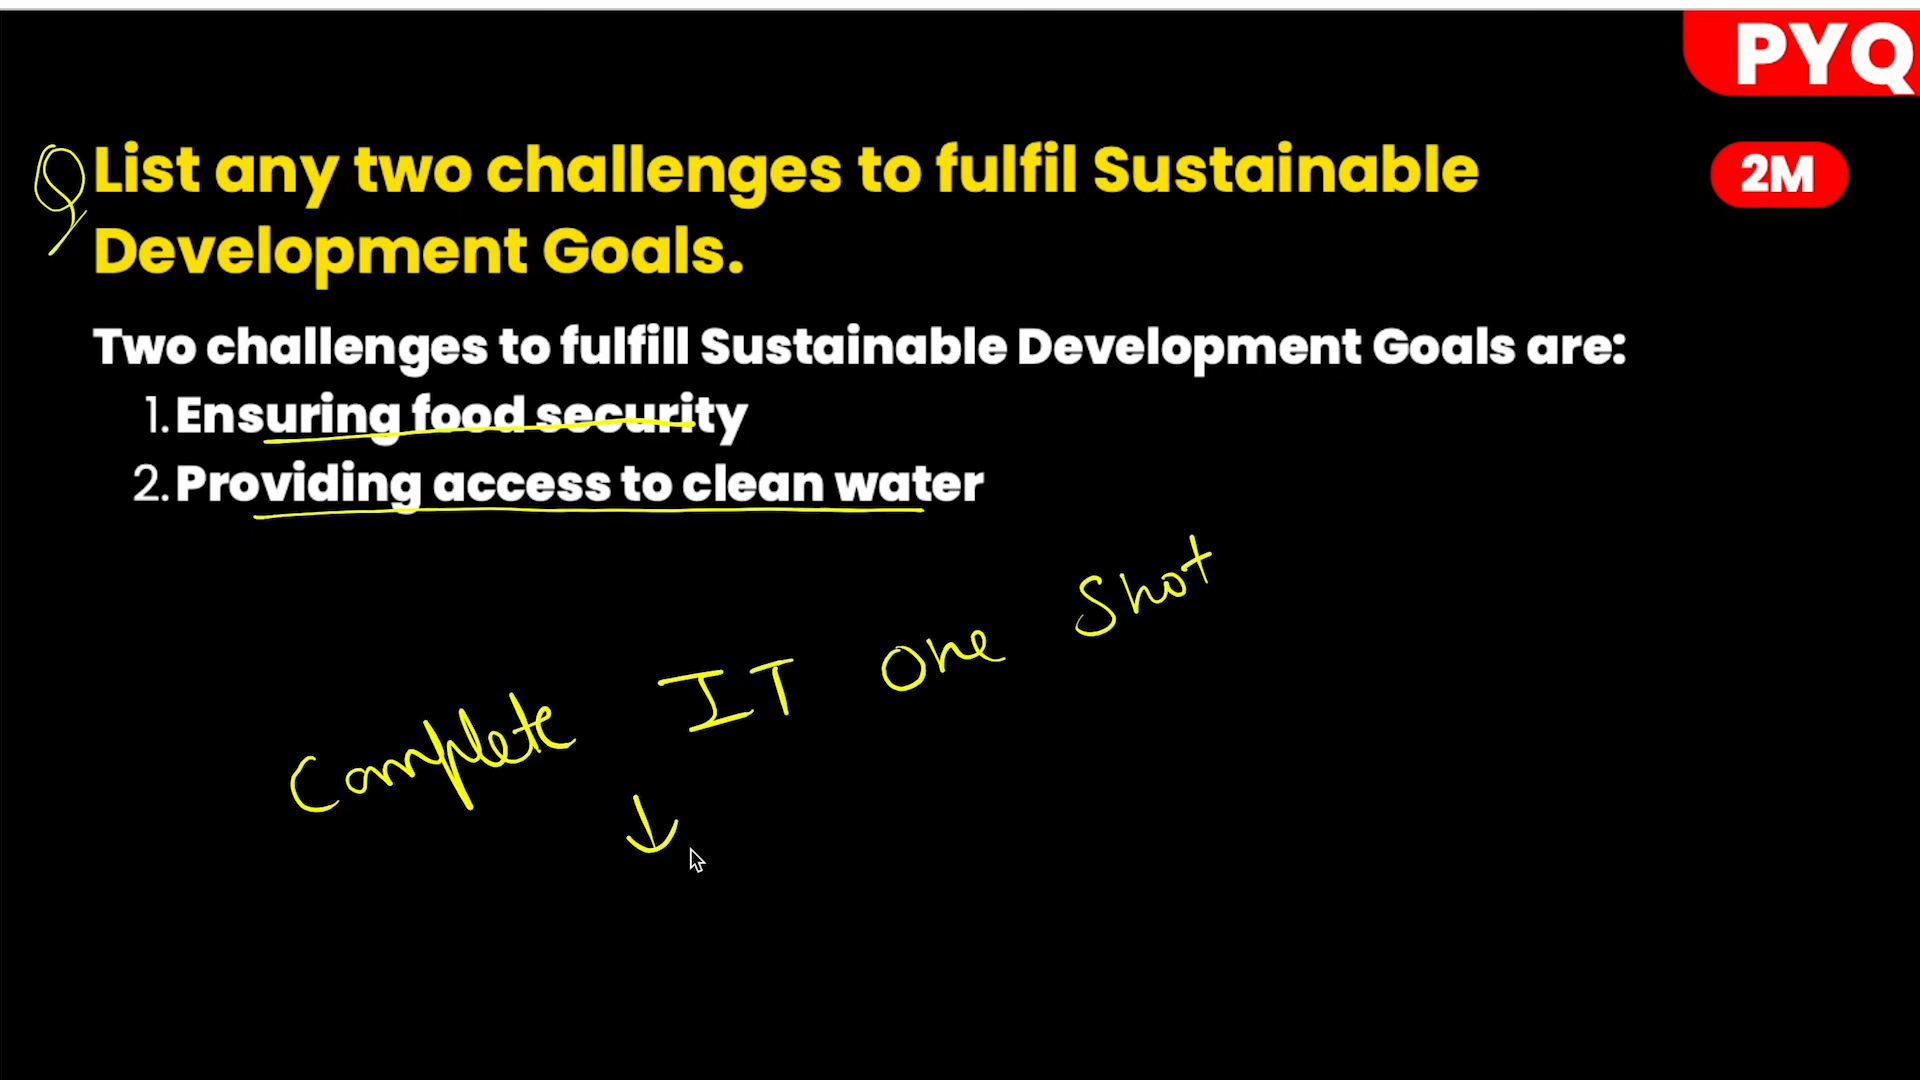 PYQ
Q List any two challenges to fulfil Sustainable
Development Goals.
2M
Two challenges to fulfill Sustainable Development Goals are:
1. Ensuring food security
2. Providing access to clean water
Complete IT One Shot